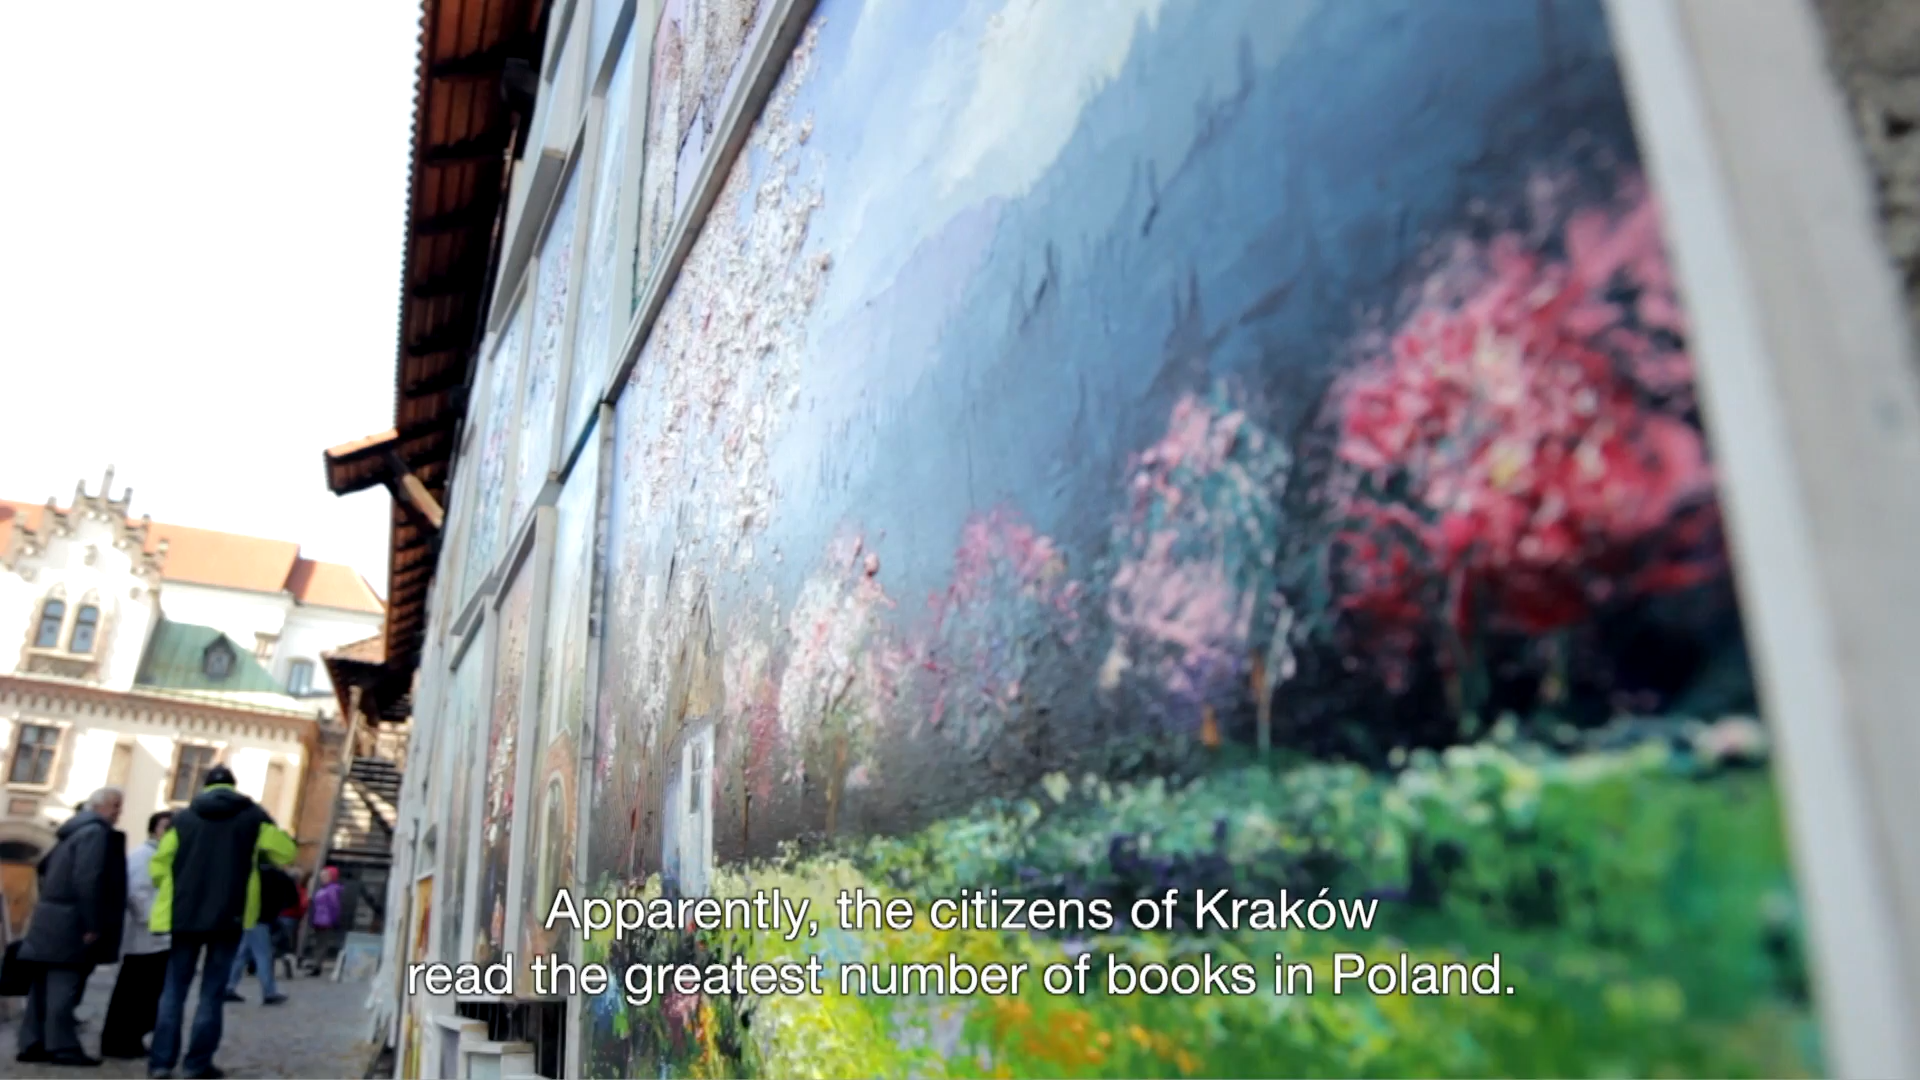 Apparently, the citizens of Kraków
read the greatest number of books in Poland.